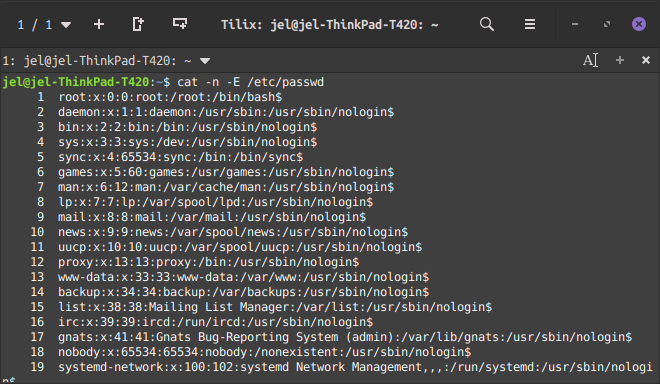 1 / 1
Tilix: jel@jel-ThinkPad-T420: ~
1: jel@jel-ThinkPad-T420: ~
jel@jel-ThinkPad-T420:~$ cat -n -E /etc/passwd
1 root:x:0:0:root:/root:/bin/bash$
2 daemon:x:1:1:daemon:/usr/sbin:/usr/sbin/nologin$
3 bin:x:2:2:bin:/bin:/usr/sbin/nologin$
4 sys:x:3:3:sys:/dev:/usr/sbin/nologin$
5 sync:x:4:65534:sync:/bin:/bin/sync$
6 games:x:5:60:games:/usr/games:/usr/sbin/nologin$
7 man:x:6:12:man:/var/cache/man:/usr/sbin/nologin$
8 lp:x:7:7:lp:/var/spool/lpd:/usr/sbin/nologin$
9 mail:x:8:8:mail:/var/mail:/usr/sbin/nologin$
10 news:x:9:9:news:/var/spool/news:/usr/sbin/nologin$
11 uucp:x:10:10:uucp:/var/spool/uucp:/usr/sbin/nologin$
12 proxy:x:13:13:proxy:/bin:/usr/sbin/nologin$
13 www-data:x:33:33:www-data:/var/www:/usr/sbin/nologin$
14 backup:x:34:34:backup:/var/backups:/usr/sbin/nologin$
15 list:x:38:38:Mailing List Manager:/var/list:/usr/sbin/nologin$
16 irc:x:39:39:ircd:/run/ircd:/usr/sbin/nologin$
17 gnats:x:41:41:Gnats Bug-Reporting System (admin):/var/lib/gnats:/usr/sbin/nologin$
18 nobody:x:65534:65534:nobody:/nonexistent:/usr/sbin/nologin$
19 systemd-network:x:100:102:systemd Network Management,,,:/run/systemd:/usr/sbin/nologi
n$